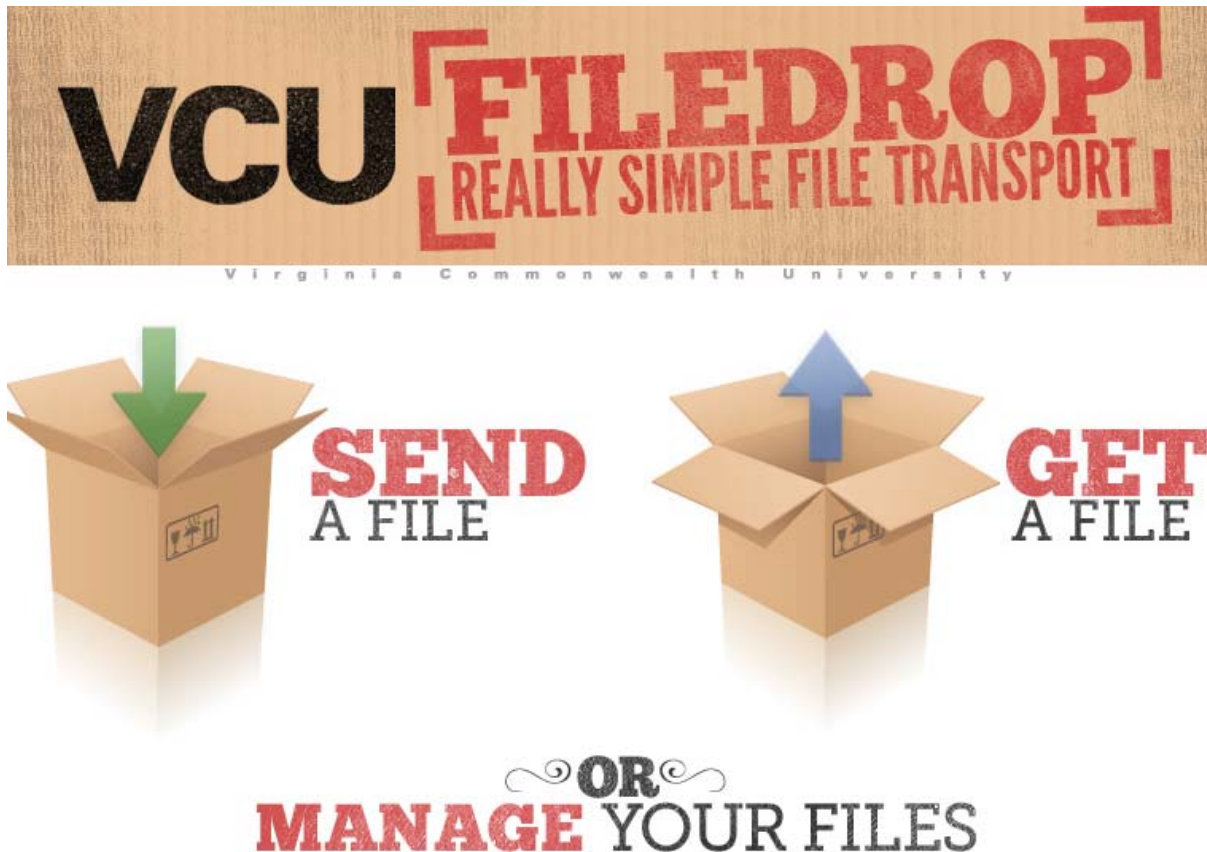 VCU
FILEDROP
REALLY SIMPLE FILE TRANSPORT
Virginia Commonwealth University
SEND
A FILE
GET
A FILE
OR
MANAGE YOUR FILES